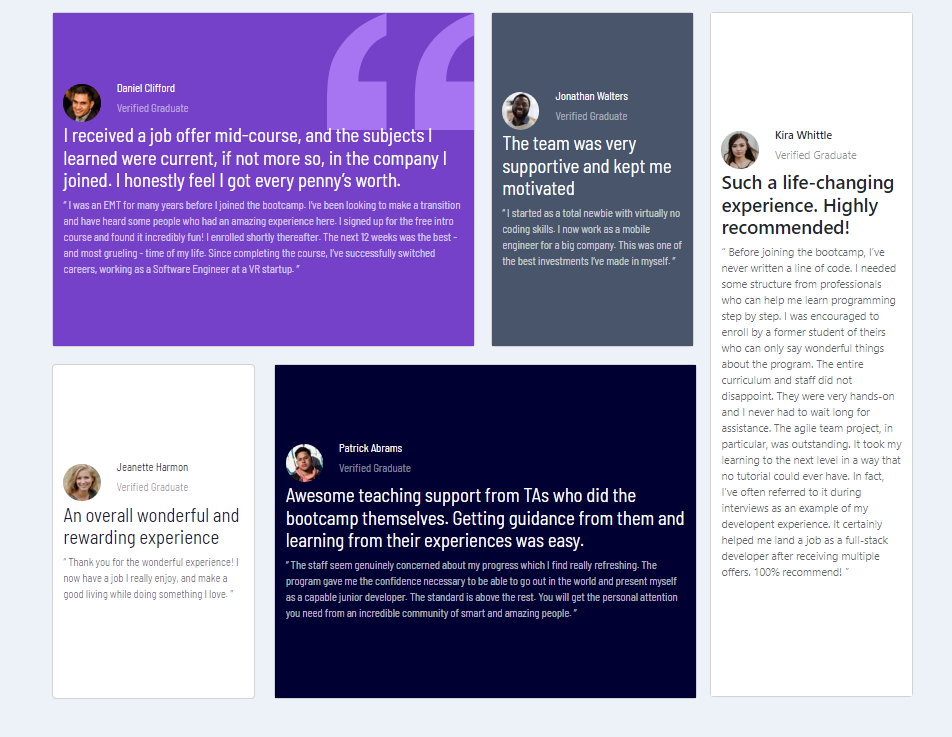 Daniel Clifford
Verified Graduate
I received a job offer mid-course, and the subjects I
learned were current, if not more so, in the company I
joined. I honestly feel I got every penny’s worth.
“ I was an EMT for many years before I joined the bootcamp. I’ve been looking to make a transition
and have heard some people who had an amazing experience here. I signed up for the free intro
course and found it incredibly fun! I enrolled shortly thereafter. The next 12 weeks was the best -
and most grueling - time of my life. Since completing the course, I’ve successfully switched
careers, working as a Software Engineer at a VR startup. ”
Jonathan Walters
Verified Graduate
The team was very
supportive and kept me
motivated
“ I started as a total newbie with virtually no
coding skills. I now work as a mobile
engineer for a big company. This was one of
the best investments I’ve made in myself. ”
Kira Whittle
Verified Graduate
Such a life-changing
experience. Highly
recommended!
“ Before joining the bootcamp, I’ve
never written a line of code. I needed
some structure from professionals
who can help me learn programming
step by step. I was encouraged to
enroll by a former student of theirs
who can only say wonderful things
about the program. The entire
curriculum and staff did not
disappoint. They were very hands-on
and I never had to wait long for
assistance. The agile team project, in
particular, was outstanding. It took my
learning to the next level in a way that
no tutorial could ever have. In fact,
I’ve often referred to it during
interviews as an example of my
developent experience. It certainly
helped me land a job as a full-stack
developer after receiving multiple
offers. 100% recommend! ”
Jeanette Harmon
Verified Graduate
An overall wonderful and
rewarding experience
“ Thank you for the wonderful experience! I
now have a job I really enjoy, and make a
good living while doing something I love. ”
Patrick Abrams
Verified Graduate
Awesome teaching support from TAs who did the
bootcamp themselves. Getting guidance from them and
learning from their experiences was easy.
“ The staff seem genuinely concerned about my progress which I find really refreshing. The
program gave me the confidence necessary to be able to go out in the world and present myself
as a capable junior developer. The standard is above the rest. You will get the personal attention
you need from an incredible community of smart and amazing people. ”